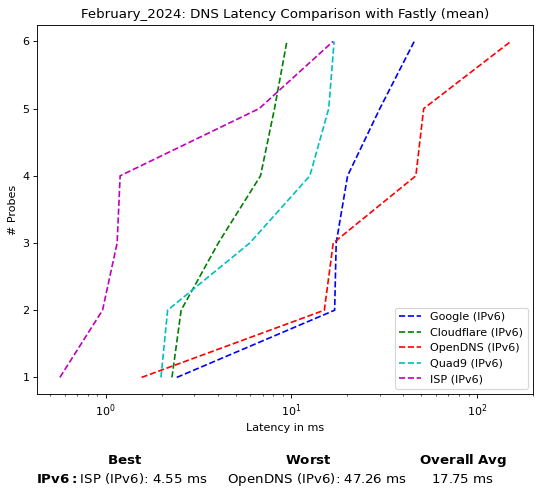 February_2024: DNS Latency Comparison with Fastly (mean)
# Probes
6
5
4
3
2
1
Google (IPv6)
Cloudflare (IPv6)
OpenDNS (IPv6)
Quad9 (IPv6)
ISP (IPv6)
10⁰ 10¹ 10²
Latency in ms
Best Worst Overall Avg
IPv6: ISP (IPv6): 4.55 ms OpenDNS (IPv6): 47.26 ms 17.75 ms